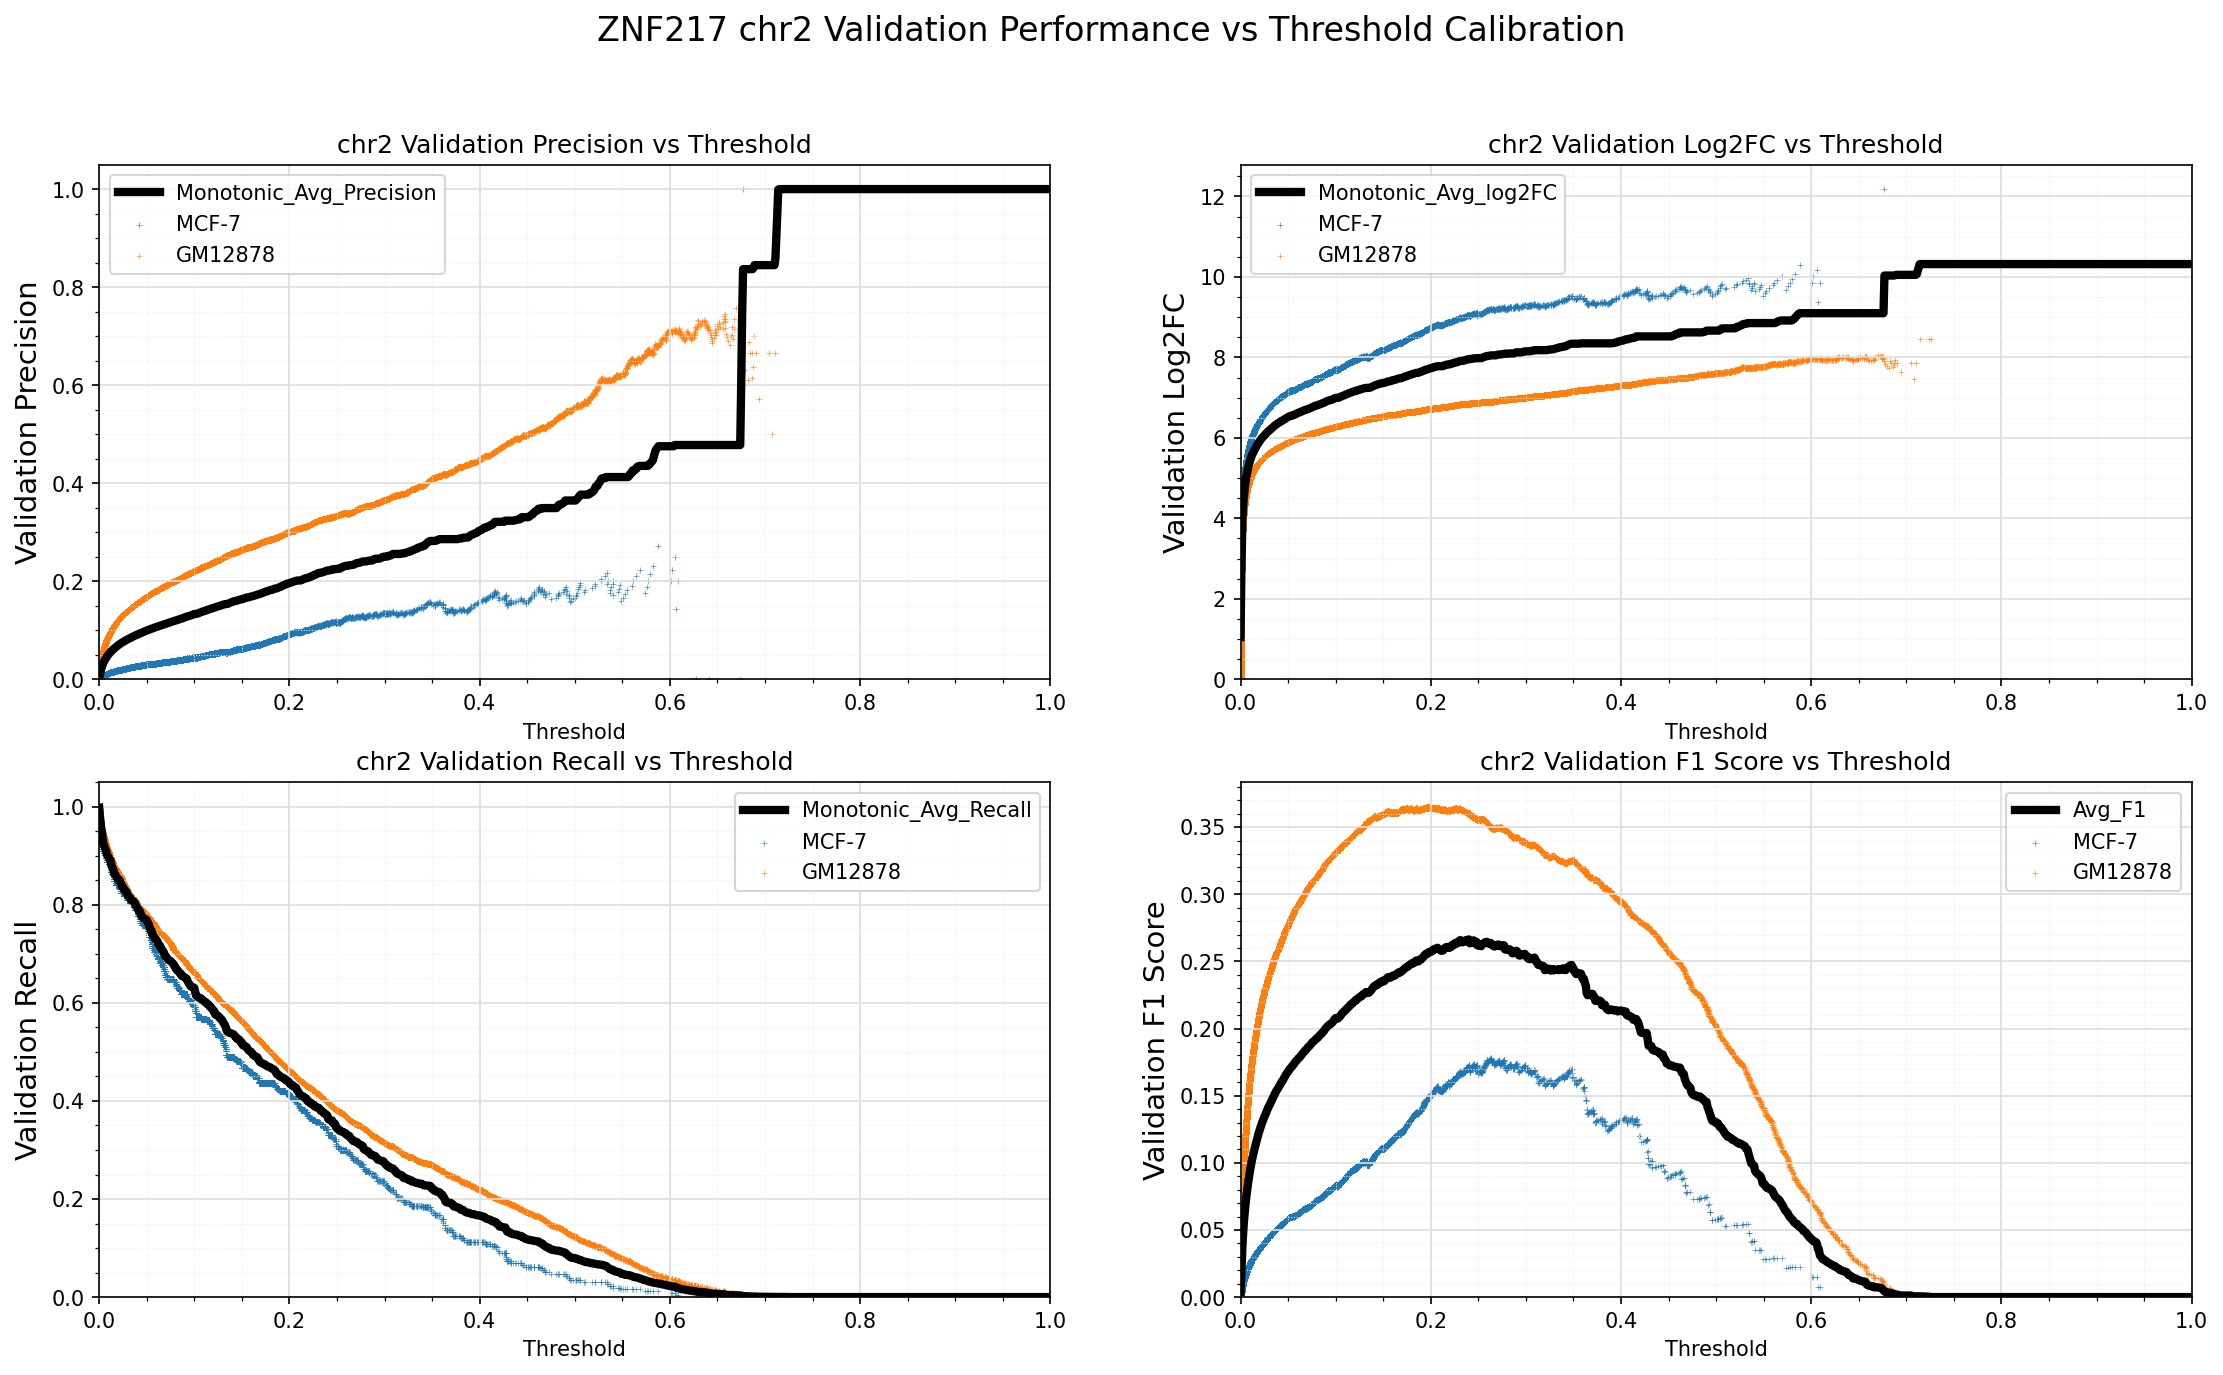 ZNF217 chr2 Validation Performance vs Threshold Calibration
chr2 Validation Precision vs Threshold
Validation Precision
1.0
0.8
0.6
0.4
0.2
0.0
Monotonic_Avg_Precision
MCF-7
GM12878
0.0 0.2 0.4 0.6 0.8 1.0
Threshold
chr2 Validation Log2FC vs Threshold
Validation Log2FC
12
10
8
6
4
2
0
Monotonic_Avg_log2FC
MCF-7
GM12878
0.0 0.2 0.4 0.6 0.8 1.0
Threshold
chr2 Validation Recall vs Threshold
Validation Recall
1.0
0.8
0.6
0.4
0.2
0.0
Monotonic_Avg_Recall
MCF-7
GM12878
0.0 0.2 0.4 0.6 0.8 1.0
Threshold
chr2 Validation F1 Score vs Threshold
Validation F1 Score
0.35
0.30
0.25
0.20
0.15
0.10
0.05
0.00
Avg_F1
MCF-7
GM12878
0.0 0.2 0.4 0.6 0.8 1.0
Threshold